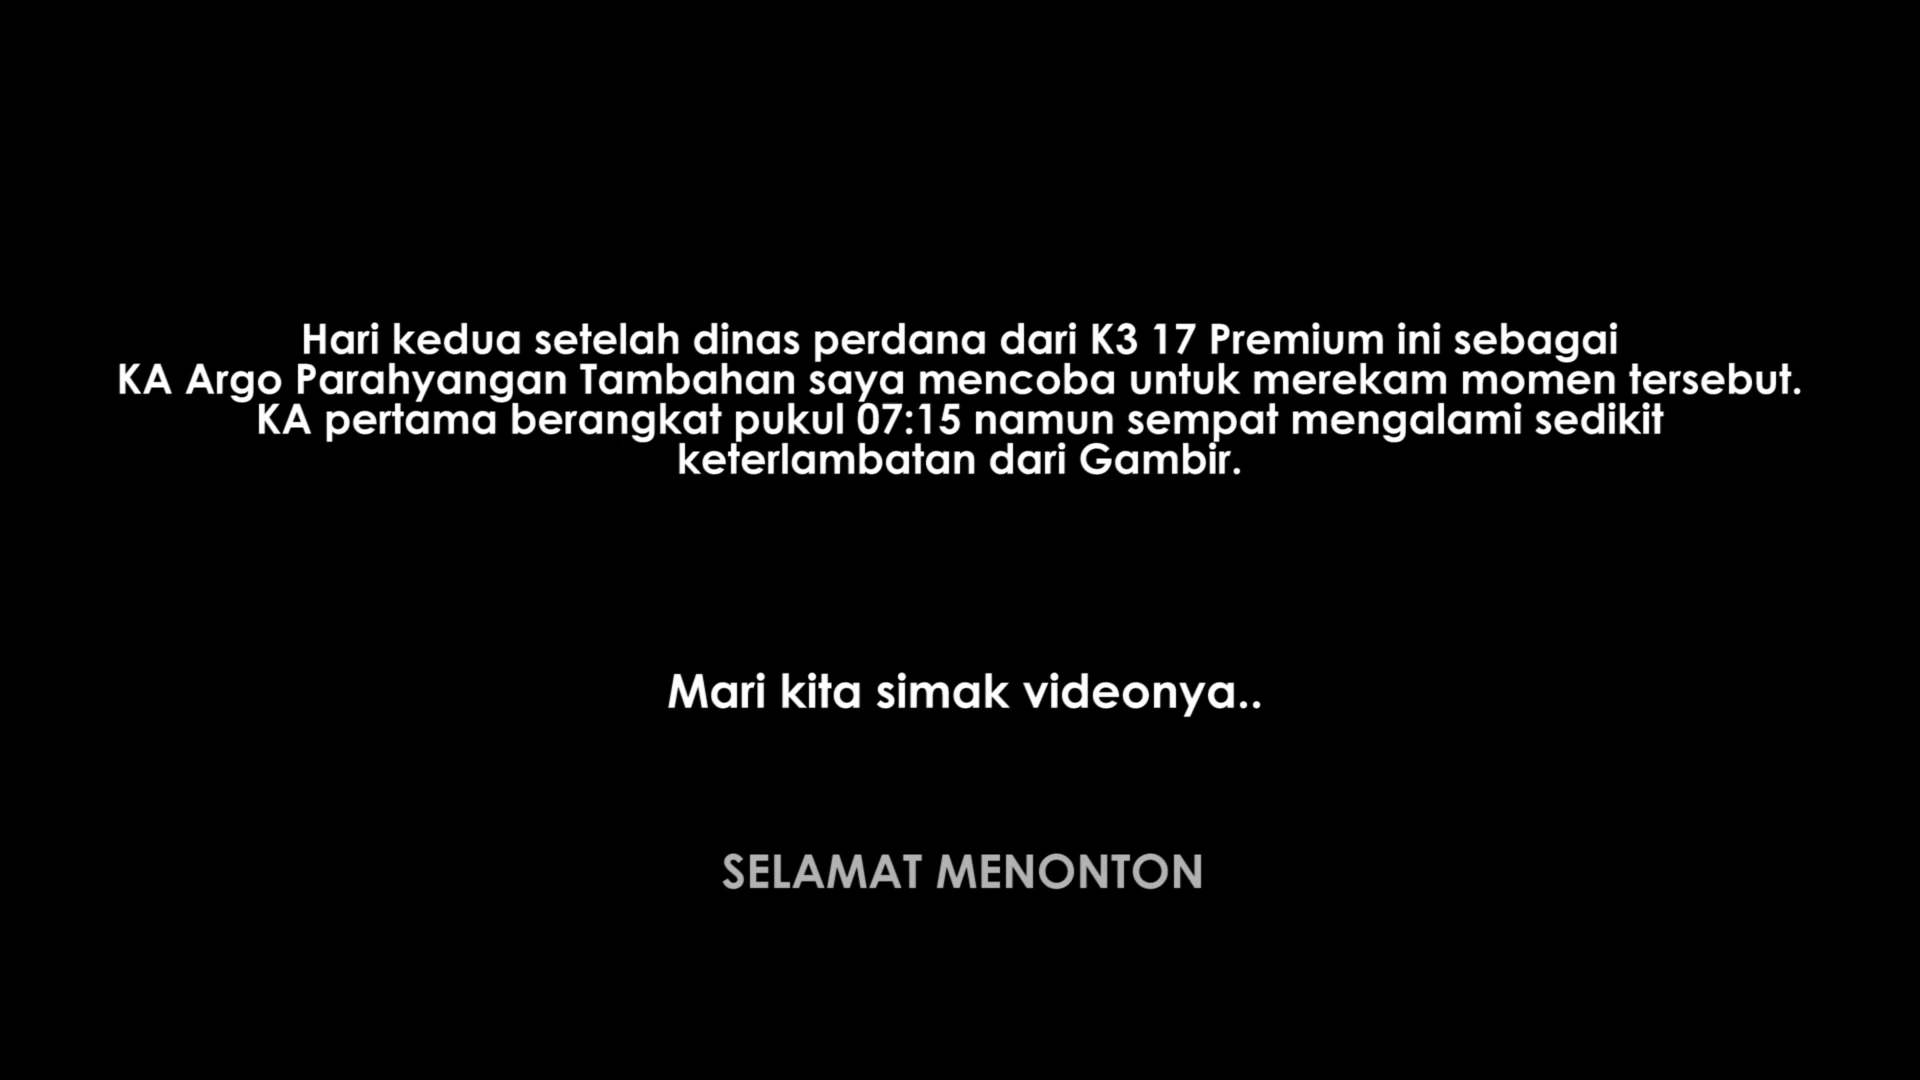 Hari kedua setelah dinas perdana dari K3 17 Premium ini sebagai
KA Argo Parahyangan Tambahan saya mencoba untuk merekam momen tersebut.
KA pertama berangkat pukul 07:15 namun sempat mengalami sedikit
keterlambatan dari Gambir.
Mari kita simak videonya..
SELAMAT MENONTON